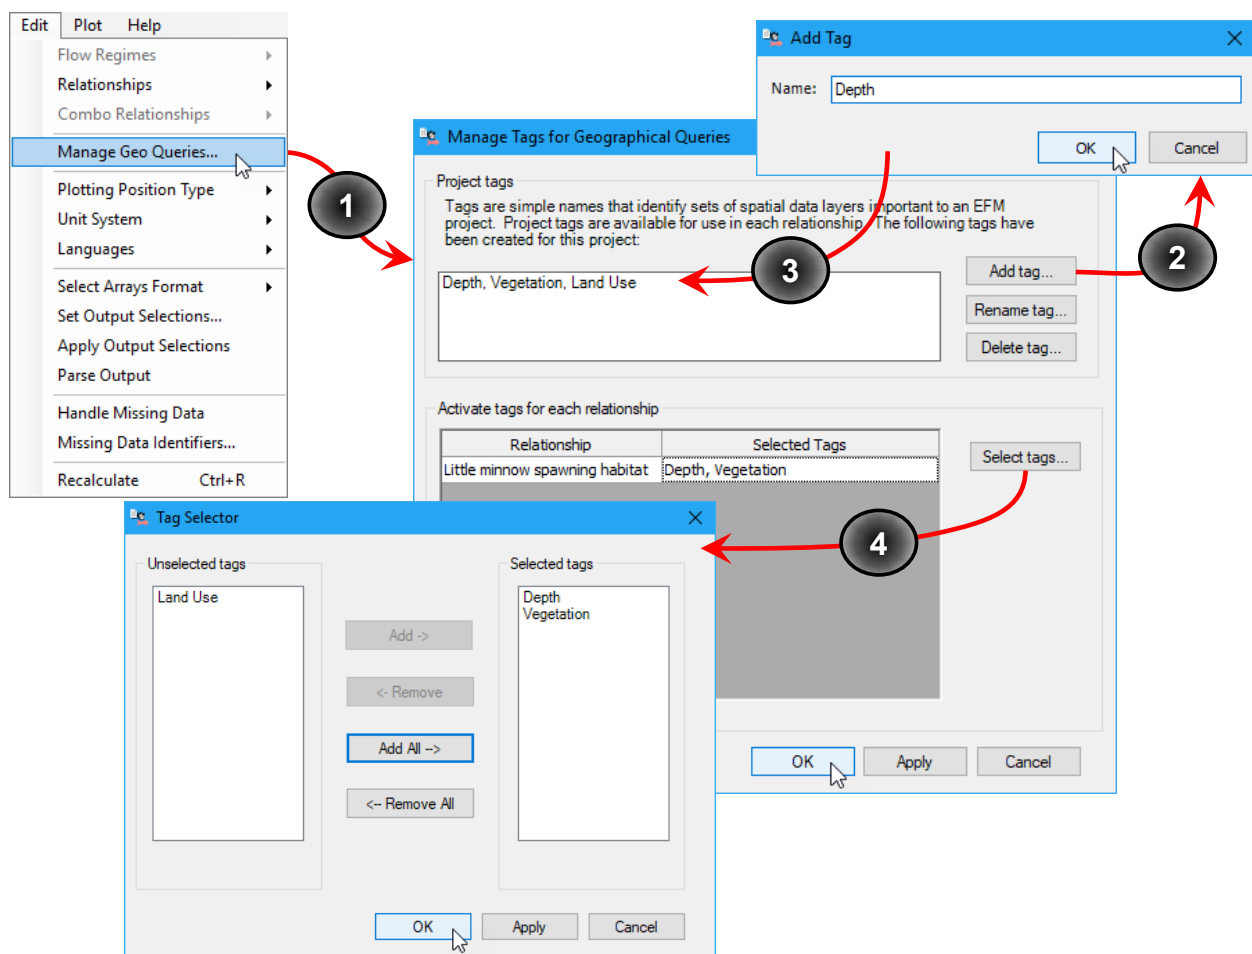 Edit Plot Help
Flow Regimes
Relationships
Combo Relationships
Manage Geo Queries...
Plotting Position Type
Unit System
Languages
Select Arrays Format
Set Output Selections...
Apply Output Selections
Parse Output
Handle Missing Data
Missing Data Identifiers...
Recalculate Ctrl+R
1
Add Tag
Name: Depth
OK Cancel
2
Manage Tags for Geographical Queries
Project tags
Tags are simple names that identify sets of spatial data layers important to an EFM
project. Project tags are available for use in each relationship. The following tags have
been created for this project:
3
Depth, Vegetation, Land Use
Add tag...
Rename tag...
Delete tag...
Activate tags for each relationship
Relationship Selected Tags
Little minnow spawning habitat Depth, Vegetation
Select tags...
4
OK Apply Cancel
Tag Selector
Unselected tags
Land Use
Add ->
<- Remove
Add All -->
<-- Remove All
Selected tags
Depth
Vegetation
OK Apply Cancel